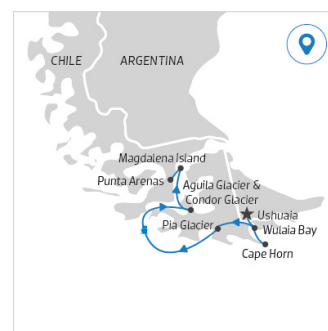 CHILE
ARGENTINA
Magdalena Island
Punta Arenas
Aguila Glacier &
Condor Glacier
Ushuaia
Pia Glacier
Wulaia Bay
Cape Horn